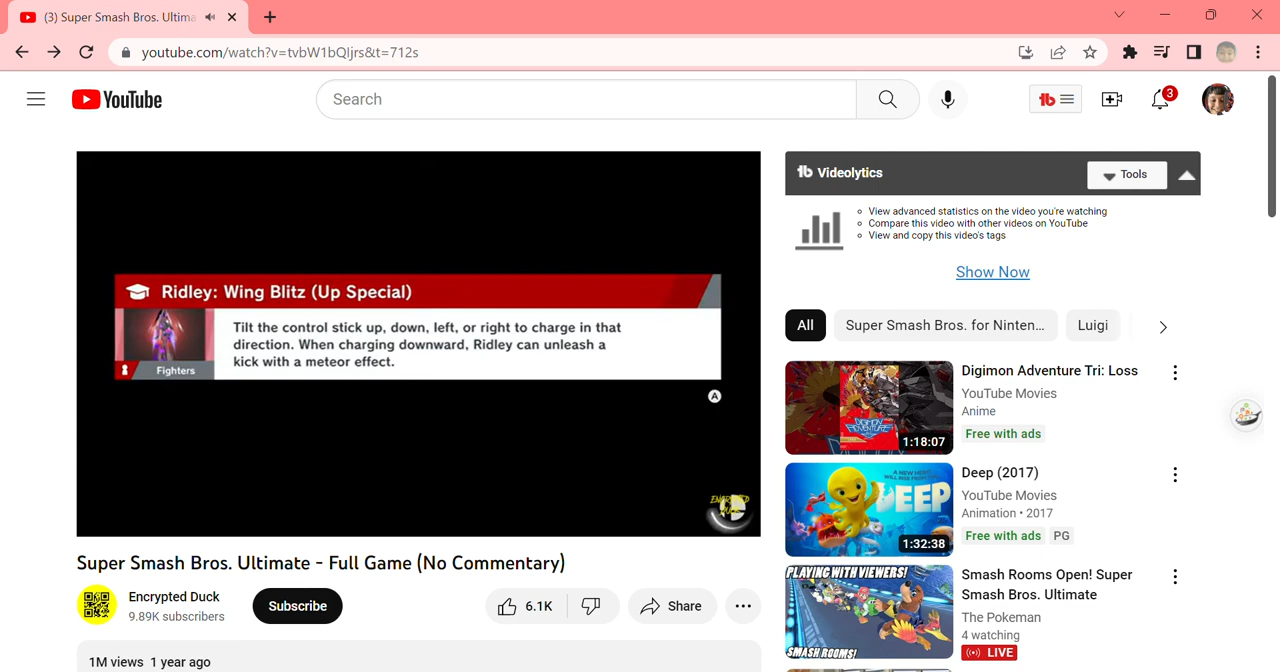 (3) Super Smash Bros. Ultima
youtube.com/watch?v=tvbW1bQIjrs&t=712s
YouTube
Search
3
Ridley: Wing Blitz (Up Special)
Tilt the control stick up, down, left, or right to charge in that
direction. When charging downward, Ridley can unleash a
kick with a meteor effect.
Fighters
A
ENCRYPTED
DUCK
Super Smash Bros. Ultimate - Full Game (No Commentary)
Encrypted Duck
9.89K subscribers
Subscribe
6.1K
Share
1M views 1 year ago
Videolytics
Tools
View advanced statistics on the video you're watching
Compare this video with other videos on YouTube
View and copy this video's tags
Show Now
All
Super Smash Bros. for Ninten...
Luigi
DIGIMON
ADVENTURE
1:18:07
Digimon Adventure Tri: Loss
YouTube Movies
Anime
Free with ads
DEEP
1:32:38
Deep (2017)
YouTube Movies
Animation • 2017
Free with ads PG
PLAYING WITH VIEWERS!
SMASH ROOMS!
Smash Rooms Open! Super
Smash Bros. Ultimate
The Pokeman
4 watching
LIVE